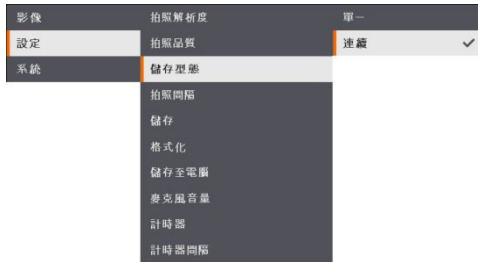 影像
設定
系統
拍照解析度
拍照品質
儲存型態
拍照間隔
儲存
格式化
儲存至電腦
麥克風音量
計時器
計時器間隔
單一
連續